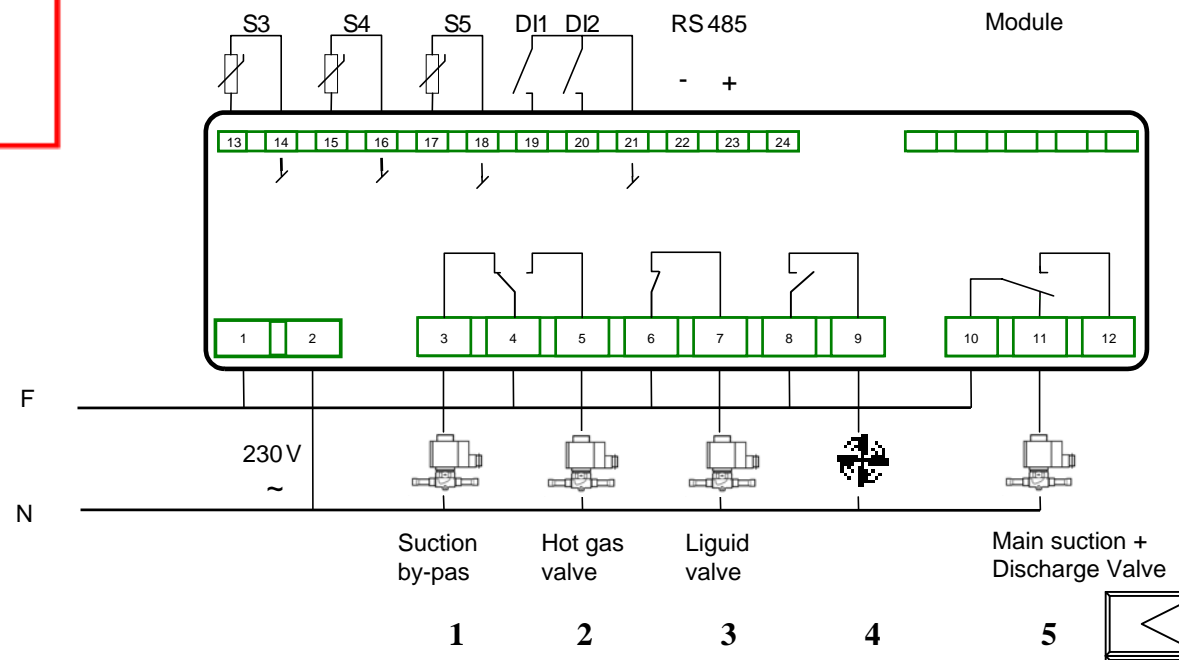 S3 S4 S5 DI1 DI2 RS 485 Module
- +
13 14 15 16 17 18 19 20 21 22 23 24
1 2 3 4 5 6 7 8 9 10 11 12
F
230 V
~
N
Suction Hot gas Liguid Main suction +
by-pas valve valve Discharge Valve
1 2 3 4 5